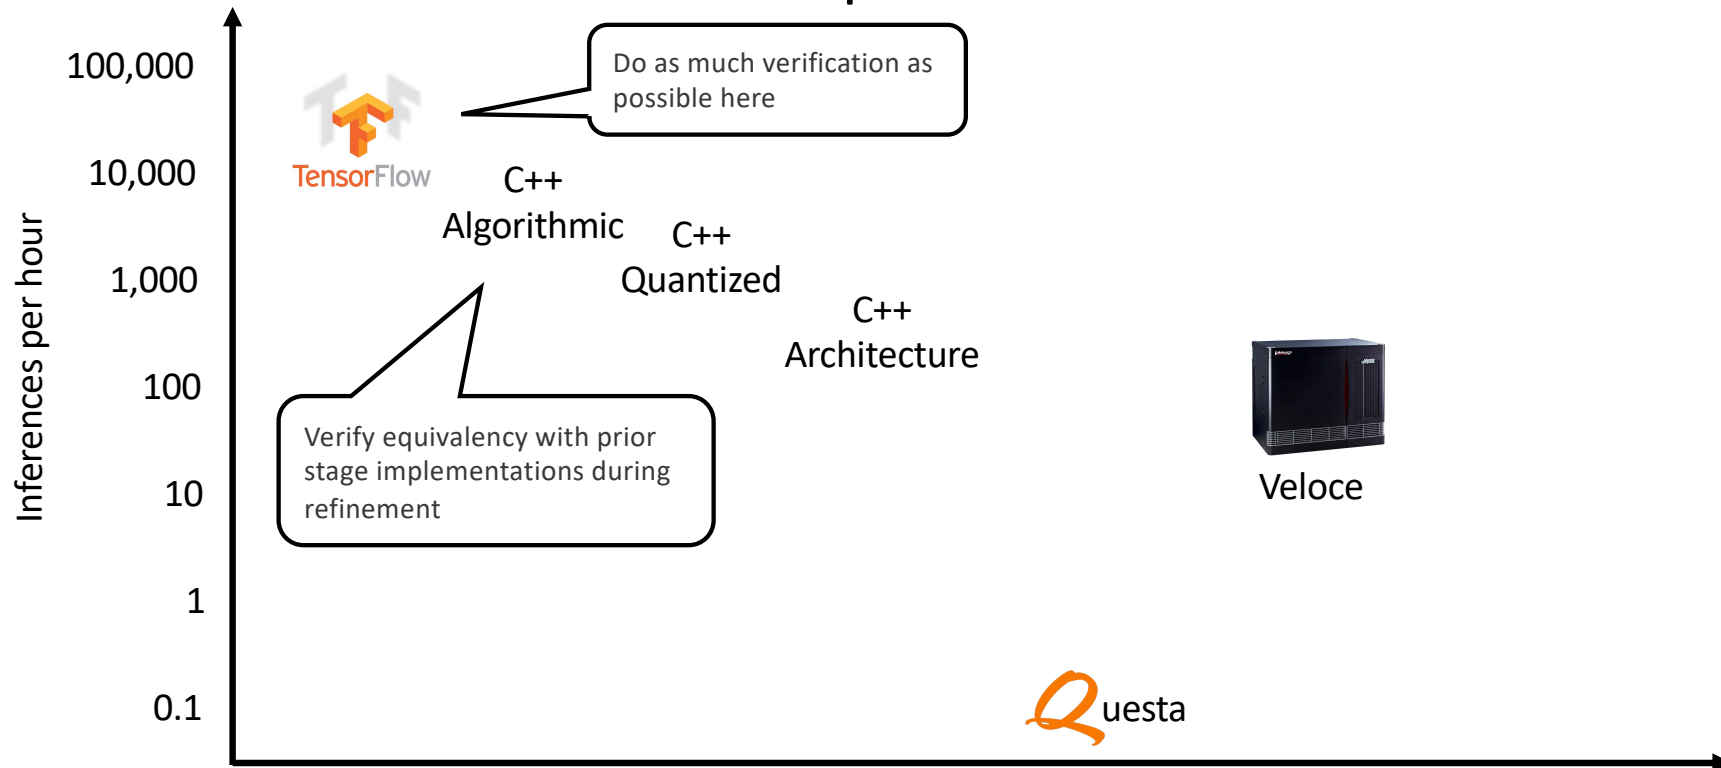 100,000
10,000
1,000
100
10
1
0.1
Inferences per hour
TensorFlow
Do as much verification as
possible here
C++
Algorithmic
C++
Quantized
C++
Architecture
Verify equivalency with prior
stage implementations during
refinement
Veloce
Questa